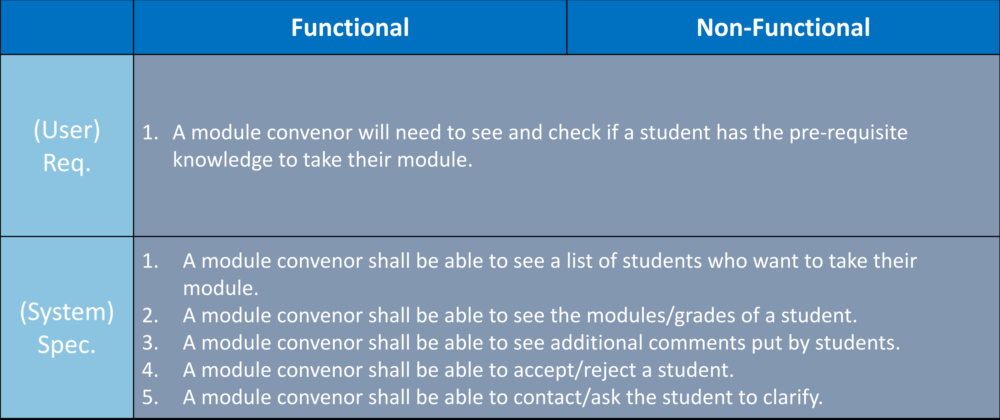 Functional
Non-Functional
(User)
Req.
1. A module convenor will need to see and check if a student has the pre-requisite
knowledge to take their module.
(System)
Spec.
1. A module convenor shall be able to see a list of students who want to take their
module.
2. A module convenor shall be able to see the modules/grades of a student.
3. A module convenor shall be able to see additional comments put by students.
4. A module convenor shall be able to accept/reject a student.
5. A module convenor shall be able to contact/ask the student to clarify.